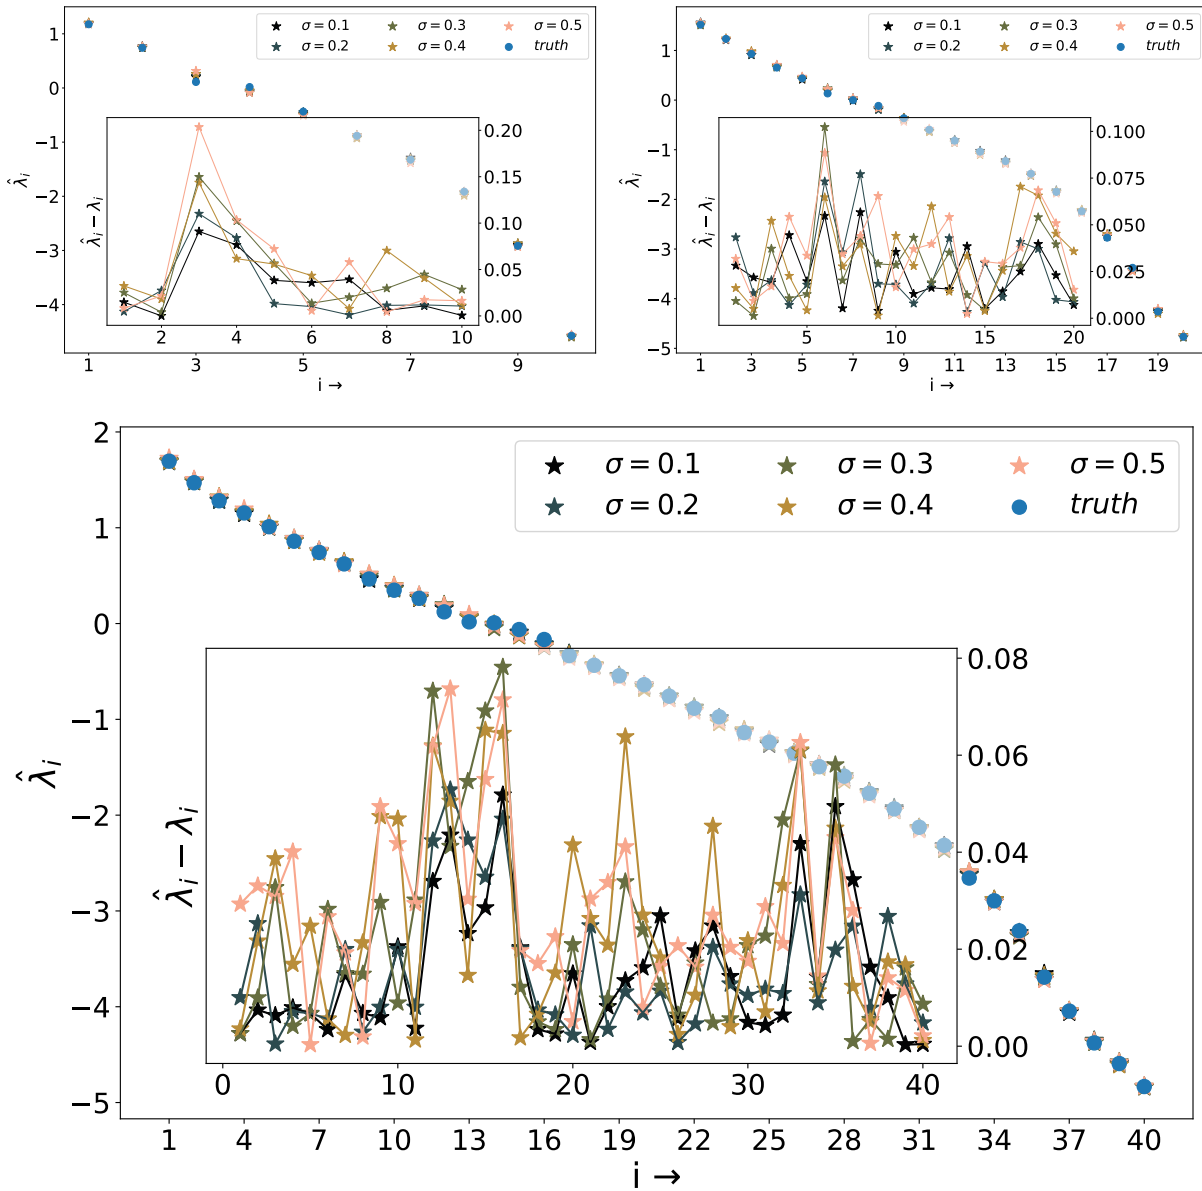 σ = 0.1 σ = 0.3 σ = 0.5
σ = 0.2 σ = 0.4 truth
1
0
−1
−2
−3
−4
λ̂ᵢ
λ̂ᵢ − λᵢ
0.20
0.15
0.10
0.05
0.00
2 4 6 8 10
1 3 5 7 9
i →
σ = 0.1 σ = 0.3 σ = 0.5
σ = 0.2 σ = 0.4 truth
1
0
−1
−2
−3
−4
−5
λ̂ᵢ
λ̂ᵢ − λᵢ
0.100
0.075
0.050
0.025
0.000
5 10 15 20
1 3 5 7 9 11 13 15 17 19
i →
σ = 0.1 σ = 0.3 σ = 0.5
σ = 0.2 σ = 0.4 truth
2
1
0
−1
−2
−3
−4
−5
λ̂ᵢ
λ̂ᵢ − λᵢ
0.08
0.06
0.04
0.02
0.00
0 10 20 30 40
1 4 7 10 13 16 19 22 25 28 31 34 37 40
i →